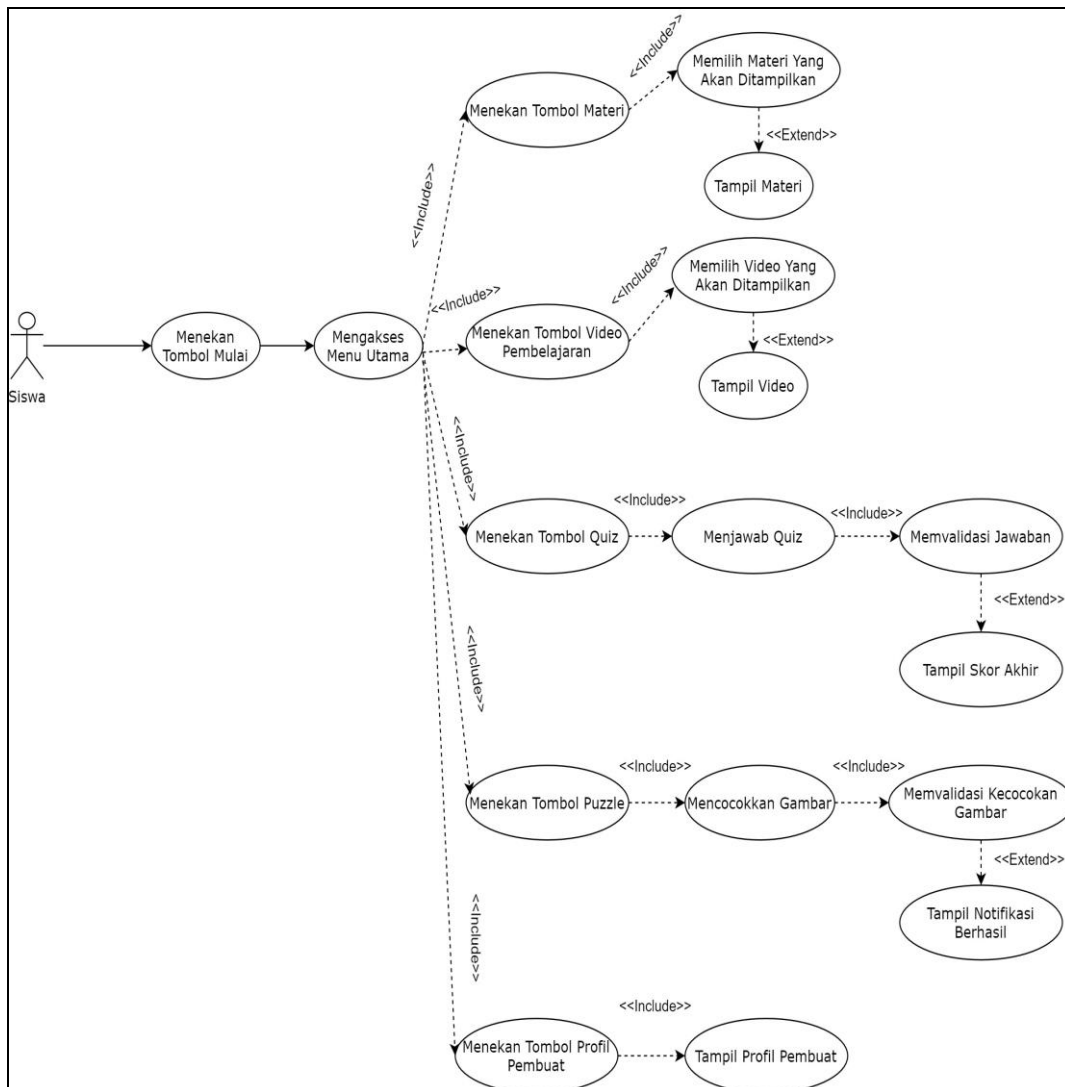 <<Include>>
Memilih Materi Yang
Akan Ditampilkan
Menekan Tombol Materi
<<Extend>>
Tampil Materi
<<Include>>
<<Include>>
Memilih Video Yang
Akan Ditampilkan
<<Include>>
Menekan Tombol Video
Pembelajaran
<<Extend>>
Tampil Video
Siswa
Menekan
Tombol Mulai
Mengakses
Menu Utama
<<Include>>
Menekan Tombol Quiz
<<Include>>
Menjawab Quiz
<<Include>>
Memvalidasi Jawaban
<<Extend>>
Tampil Skor Akhir
<<Include>>
Menekan Tombol Puzzle
<<Include>>
Mencocokkan Gambar
<<Include>>
Memvalidasi Kecocokan
Gambar
<<Extend>>
Tampil Notifikasi
Berhasil
<<Include>>
Menekan Tombol Profil
Pembuat
<<Include>>
Tampil Profil Pembuat